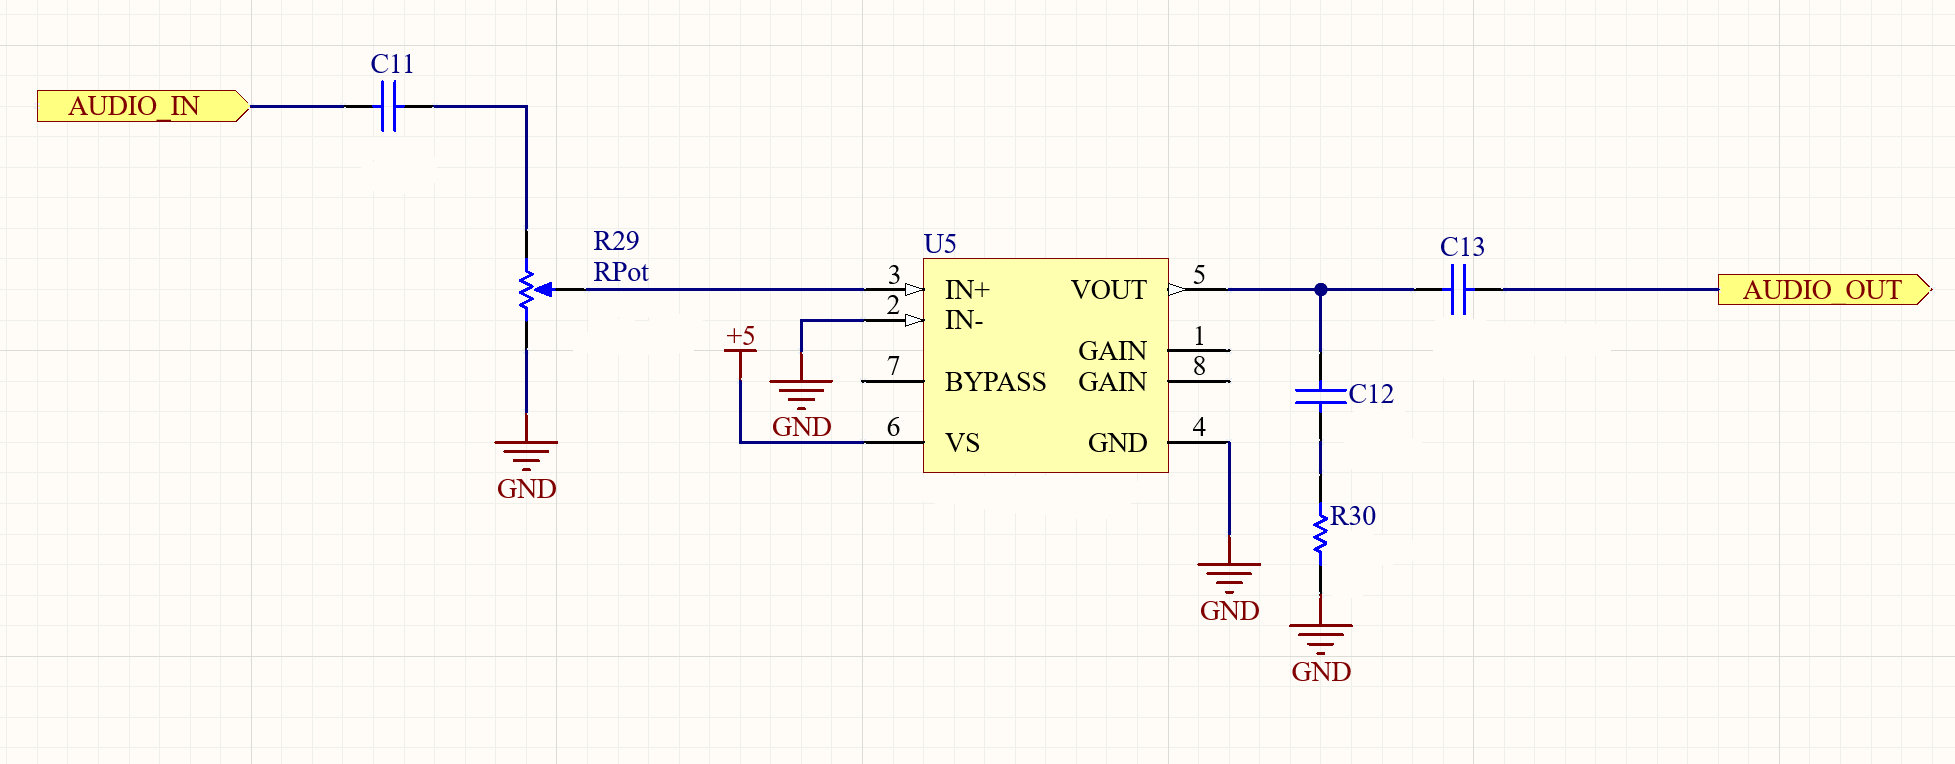 C11
AUDIO_IN
R29
RPot
U5
C13
3
IN+
VOUT
5
AUDIO_OUT
2
IN-
+5
GAIN
1
7
BYPASS
GAIN
8
C12
GND
6
VS
GND
4
GND
R30
GND
GND